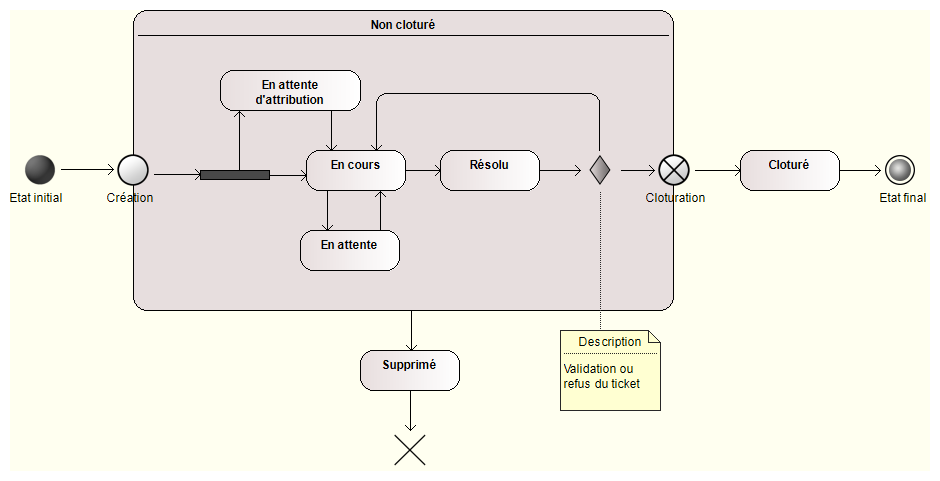 Non cloturé
En attente
d'attribution
En cours
Résolu
Cloturé
Etat initial
Création
Cloturation
Etat final
En attente
Description
Validation ou
refus du ticket
Supprimé